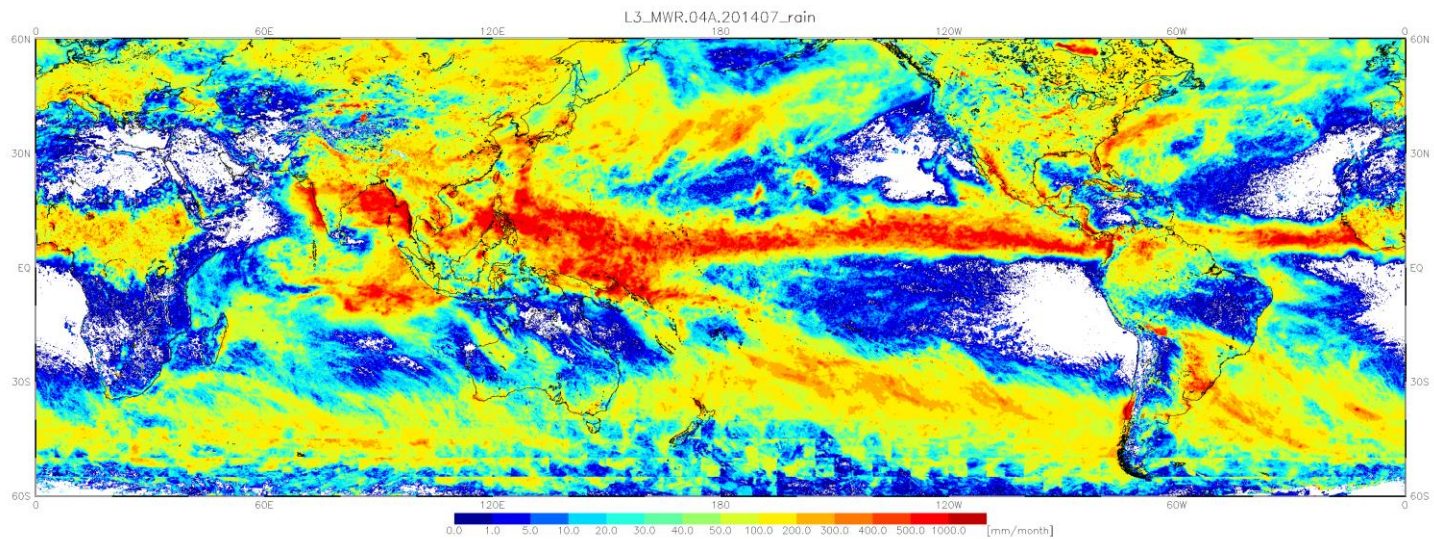 L3_MWR.04A.201407_rain
0 60E 120E 180 120W 60W 0
60N 60N
30N 30N
EQ EQ
30S 30S
60S 60S
0 60E 120E 180 120W 60W 0
0.0 1.0 5.0 10.0 20.0 30.0 40.0 50.0 100.0 200.0 300.0 400.0 500.0 1000.0 [mm/month]